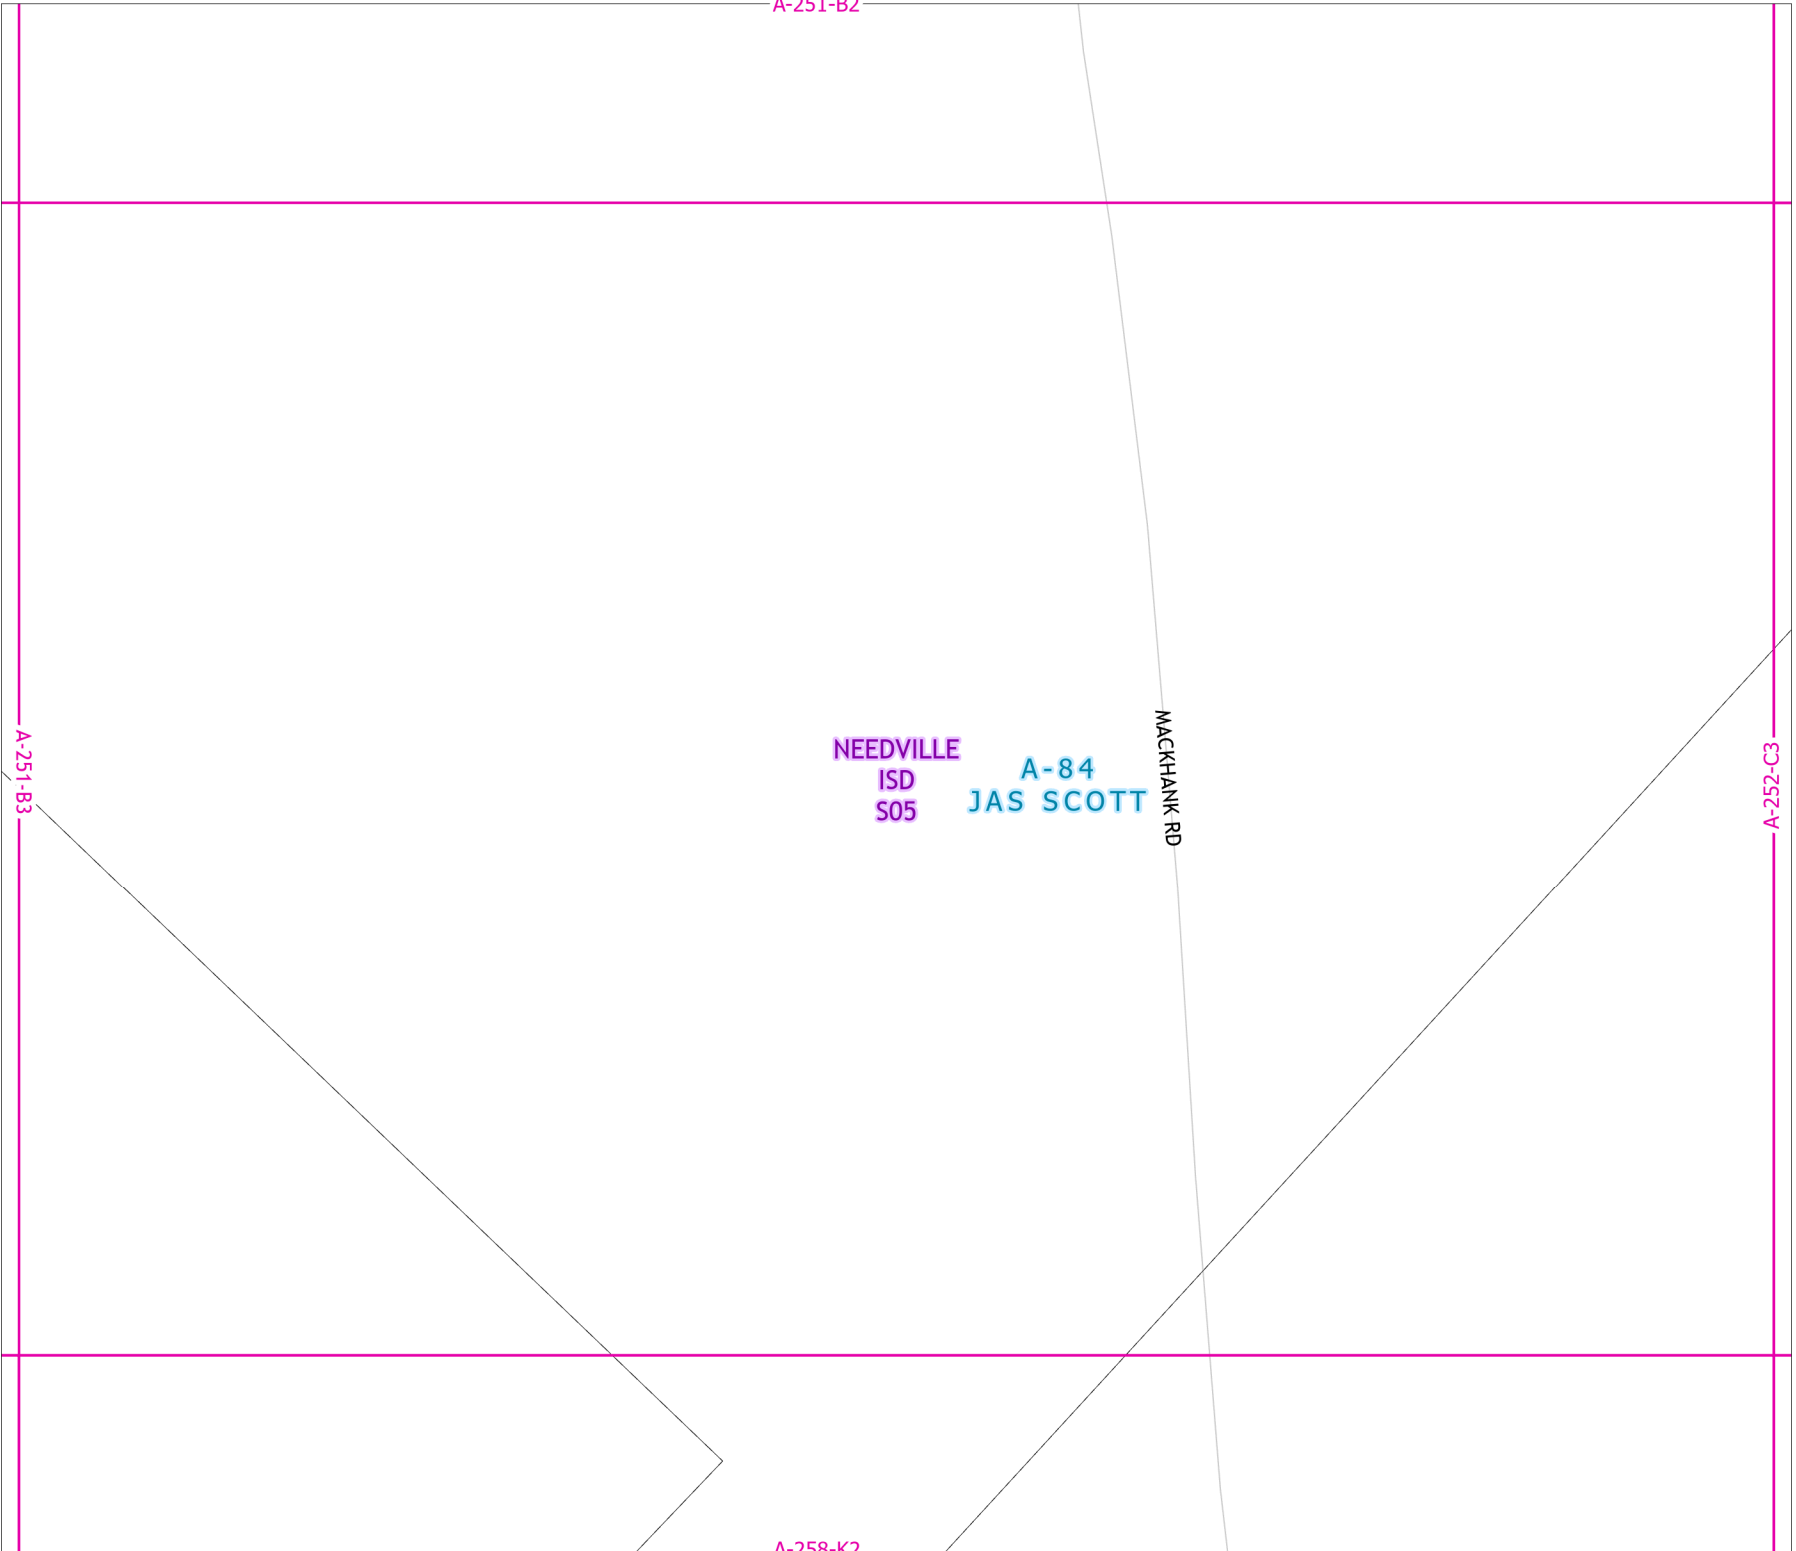 A-251-B2
A-251-B3
NEEDVILLE
ISD
S05
A-84
JAS SCOTT
MACKHANK RD
A-252-C3
A-258-K2